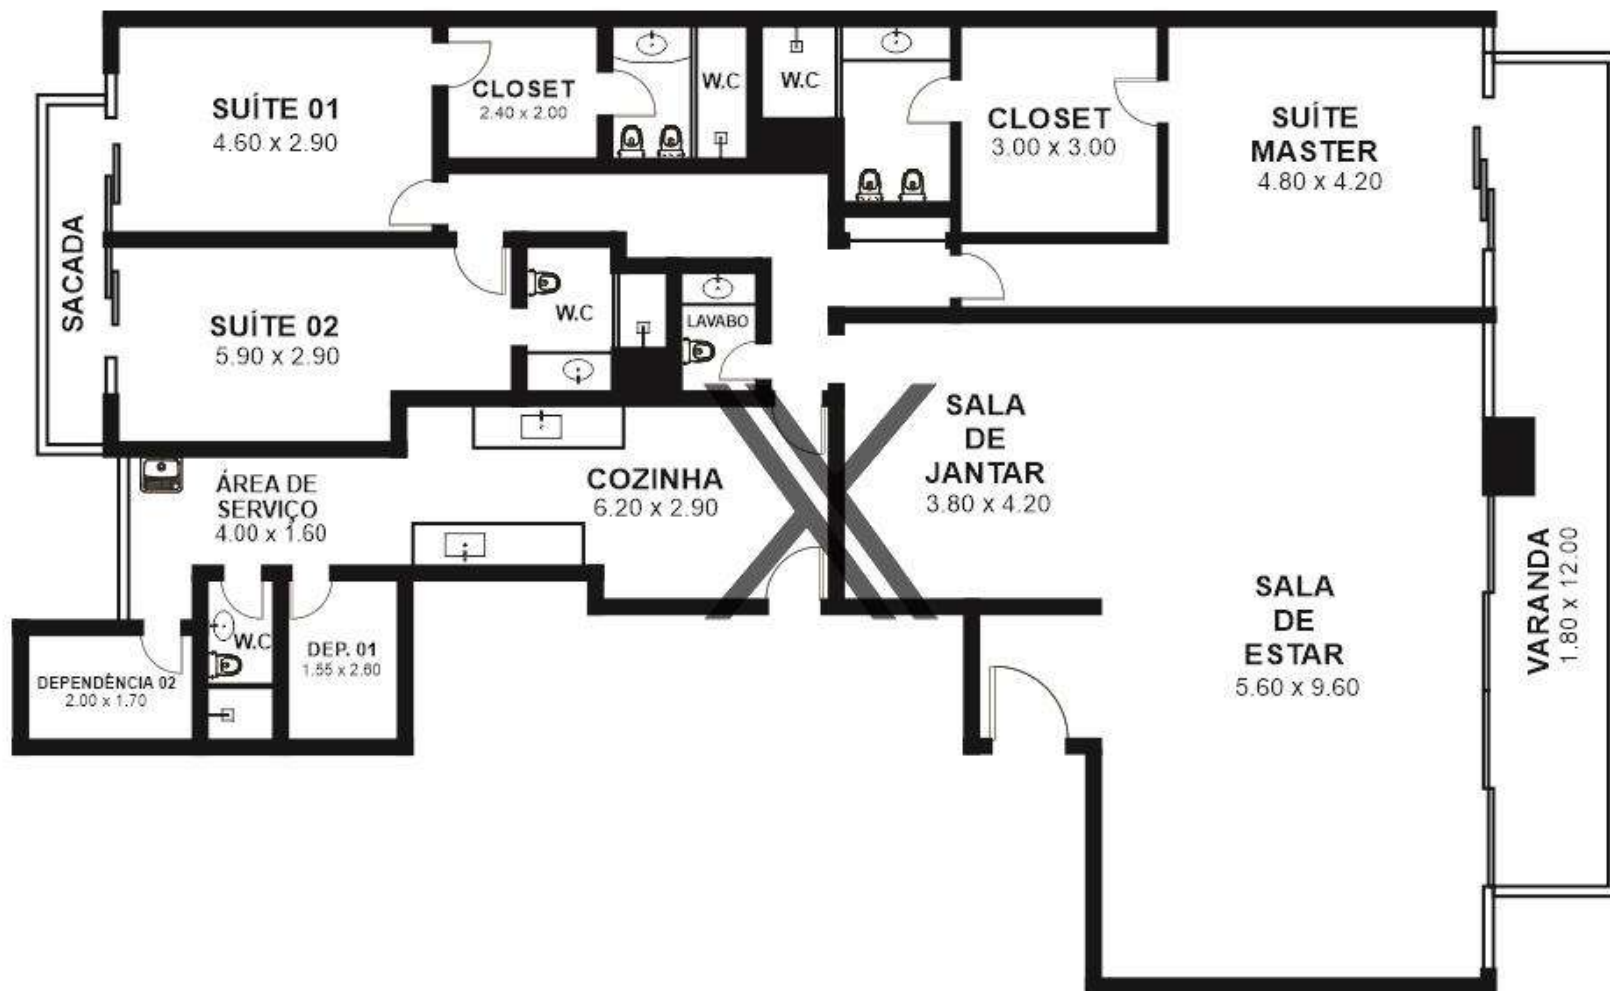 SUÍTE 01
4.60 x 2.90
CLOSET
2.40 x 2.00
W.C
W.C
CLOSET
3.00 x 3.00
SUÍTE
MASTER
4.80 x 4.20
SACADA
SUÍTE 02
5.90 x 2.90
W.C
LAVABO
SALA
DE
JANTAR
3.80 x 4.20
ÁREA DE
SERVIÇO
4.00 x 1.60
COZINHA
6.20 x 2.90
SALA
DE
ESTAR
5.60 x 9.60
VARANDA
1.80 x 12.00
DEPENDÊNCIA 02
2.00 x 1.70
W.C
DEP. 01
1.55 x 2.60